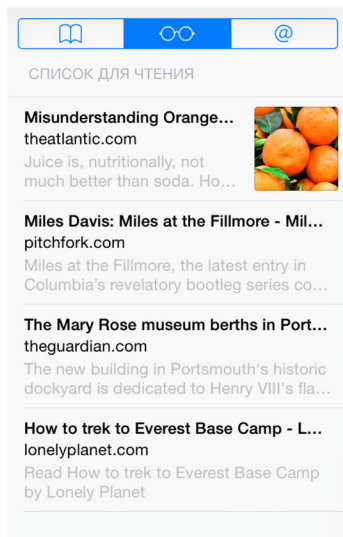 @
СПИСОК ДЛЯ ЧТЕНИЯ
Misunderstanding Orange...
theatlantic.com
Juice is, nutritionally, not
much better than soda. Ho...
Miles Davis: Miles at the Fillmore - Mil...
pitchfork.com
Miles at the Fillmore, the latest entry in
Columbia's revelatory bootleg series co...
The Mary Rose museum berths in Port...
theguardian.com
The new building in Portsmouth's historic
dockyard is dedicated to Henry VIII's fla...
How to trek to Everest Base Camp - L...
lonelyplanet.com
Read How to trek to Everest Base Camp
by Lonely Planet